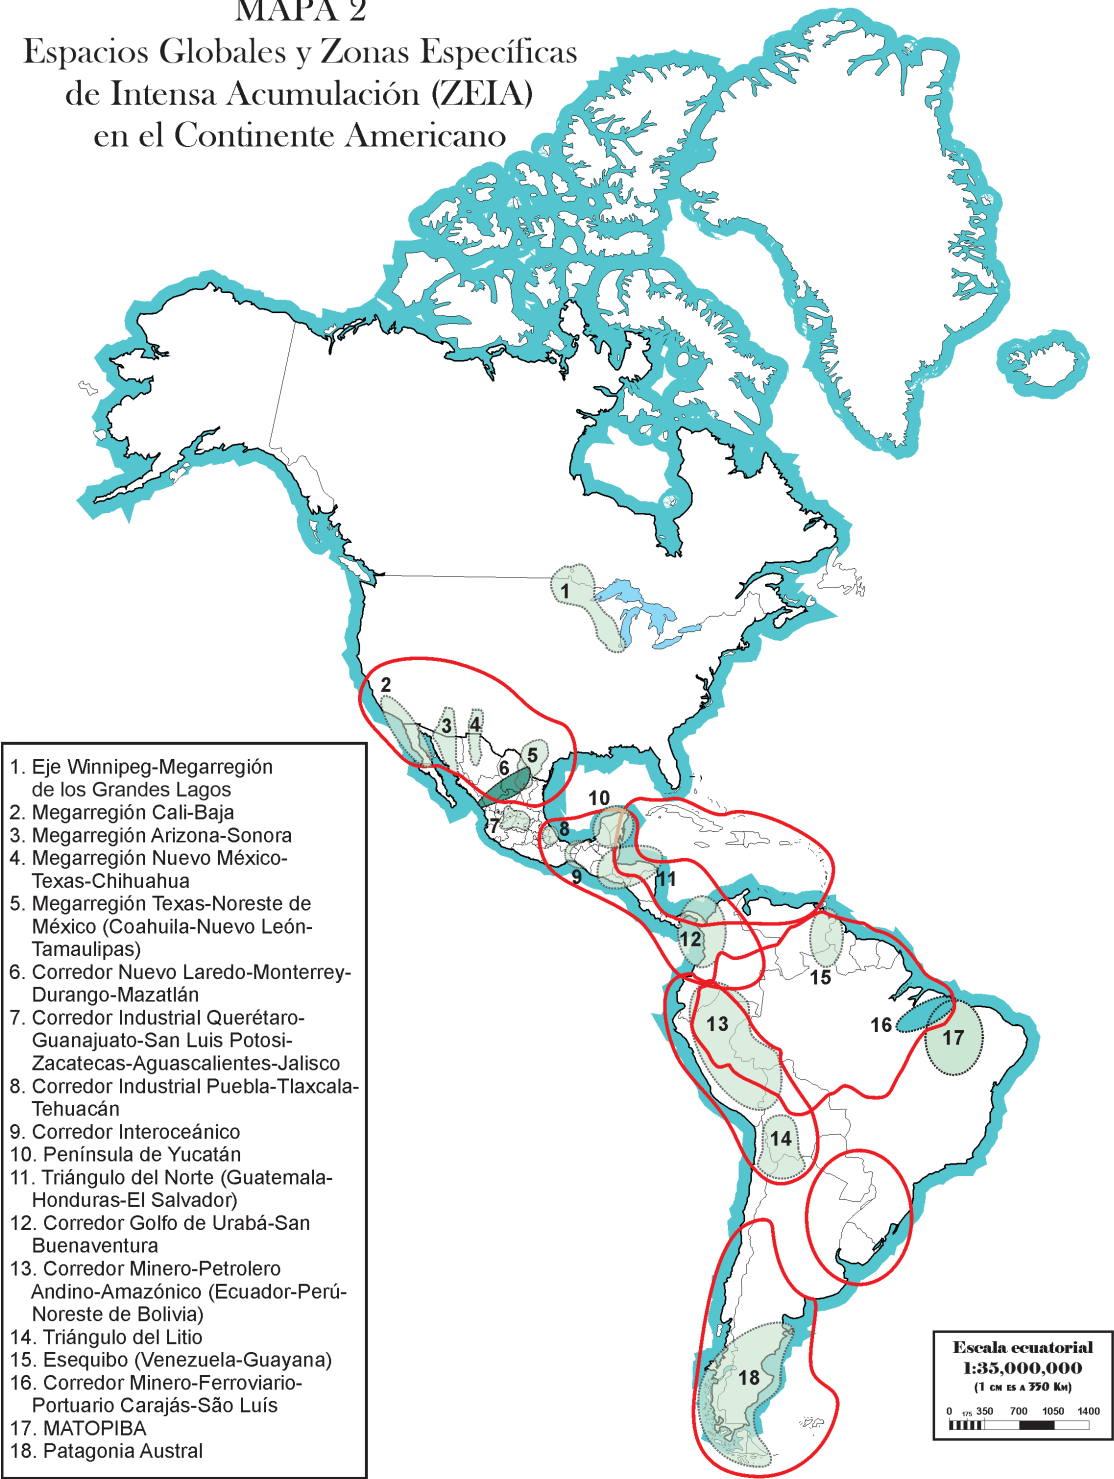 MAPA 2
Espacios Globales y Zonas Específicas
de Intensa Acumulación (ZEIA)
en el Continente Americano
1
2
3
4
5
6
7
8
9
10
11
12
13
14
15
16
17
18
1. Eje Winnipeg-Megarregión
de los Grandes Lagos
2. Megarregión Cali-Baja
3. Megarregión Arizona-Sonora
4. Megarregión Nuevo México-
Texas-Chihuahua
5. Megarregión Texas-Noreste de
México (Coahuila-Nuevo León-
Tamaulipas)
6. Corredor Nuevo Laredo-Monterrey-
Durango-Mazatlán
7. Corredor Industrial Querétaro-
Guanajuato-San Luis Potosi-
Zacatecas-Aguascalientes-Jalisco
8. Corredor Industrial Puebla-Tlaxcala-
Tehuacán
9. Corredor Interoceánico
10. Península de Yucatán
11. Triángulo del Norte (Guatemala-
Honduras-El Salvador)
12. Corredor Golfo de Urabá-San
Buenaventura
13. Corredor Minero-Petrolero
Andino-Amazónico (Ecuador-Perú-
Noreste de Bolivia)
14. Triángulo del Litio
15. Esequibo (Venezuela-Guayana)
16. Corredor Minero-Ferroviario-
Portuario Carajás-São Luís
17. MATOPIBA
18. Patagonia Austral
Escala ecuatorial
1:35,000,000
(1 cm es a 350 Km)
0 175 350 700 1050 1400